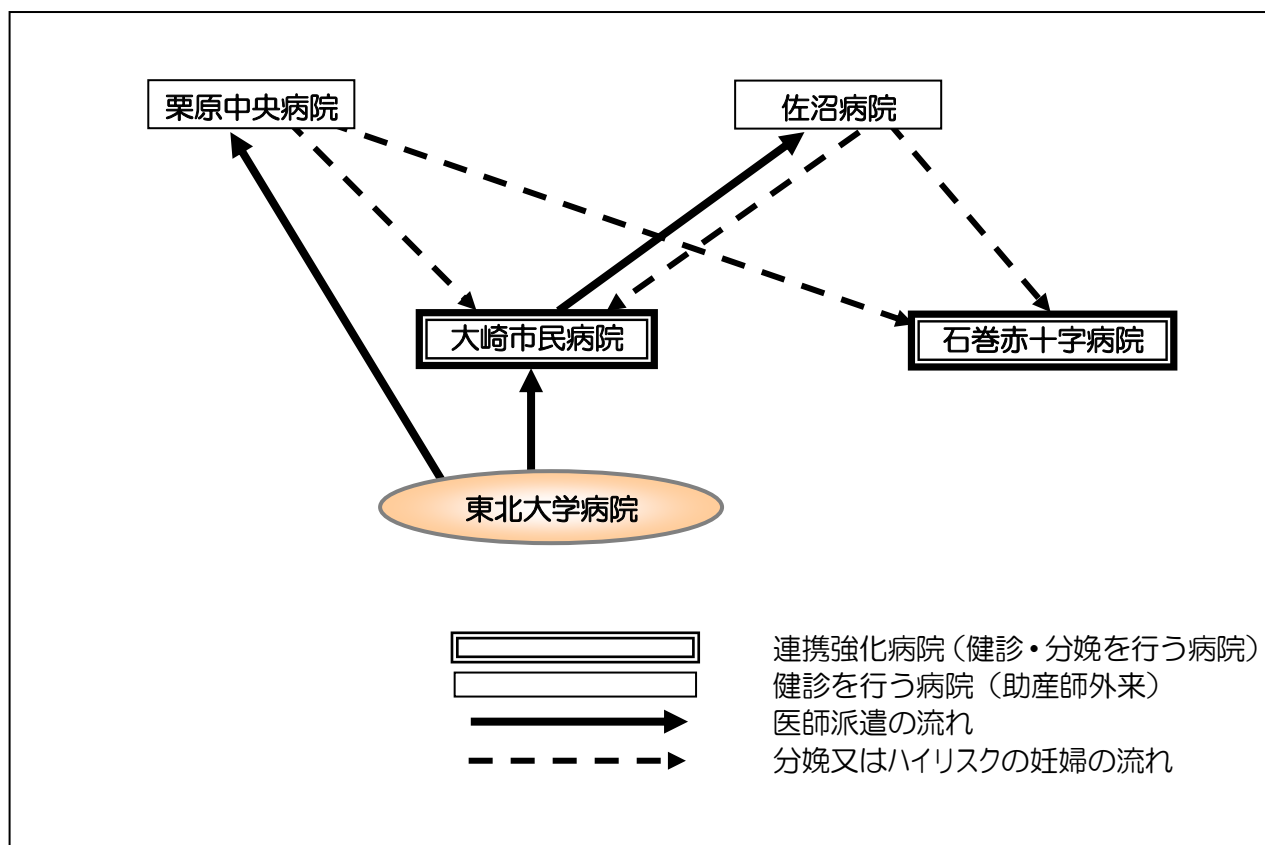 栗原中央病院
佐沼病院
大崎市民病院
石巻赤十字病院
東北大学病院
連携強化病院（健診・分娩を行う病院）
健診を行う病院（助産師外来）
医師派遣の流れ
分娩又はハイリスクの妊婦の流れ